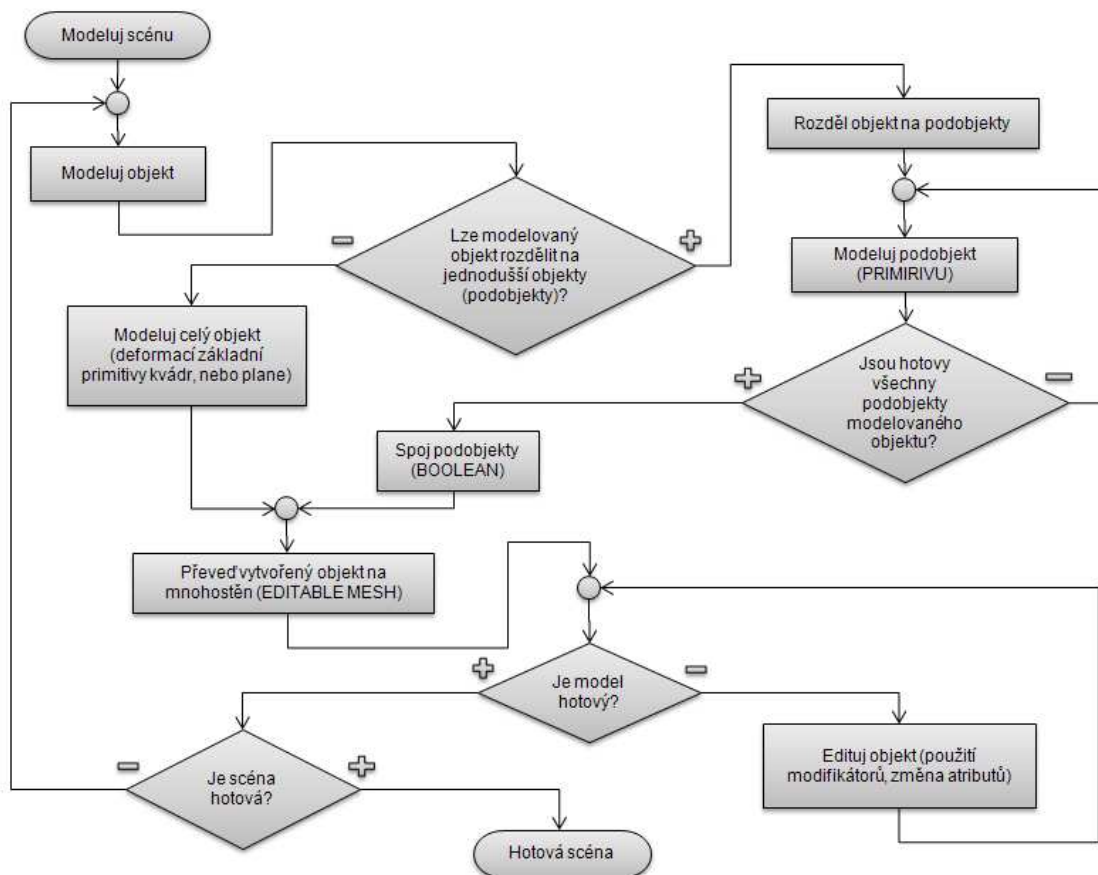 Modeluj scénu
Modeluj objekt
Lze modelovaný
objekt rozdělit na
jednodušší objekty
(podobjekty)?
Rozděl objekt na podobjekty
Modeluj podobjekt
(PRIMIRIVU)
Modeluj celý objekt
(deformací základní
primitivy kvádr, nebo plane)
Jsou hotovy
všechny
podobjekty
modelovaného
objektu?
Spoj podobjekty
(BOOLEAN)
Převeď vytvořený objekt na
mnohostěn (EDITABLE MESH)
Je model
hotový?
Edituj objekt (použití
modifikátorů, změna atributů)
Je scéna
hotová?
Hotová scéna